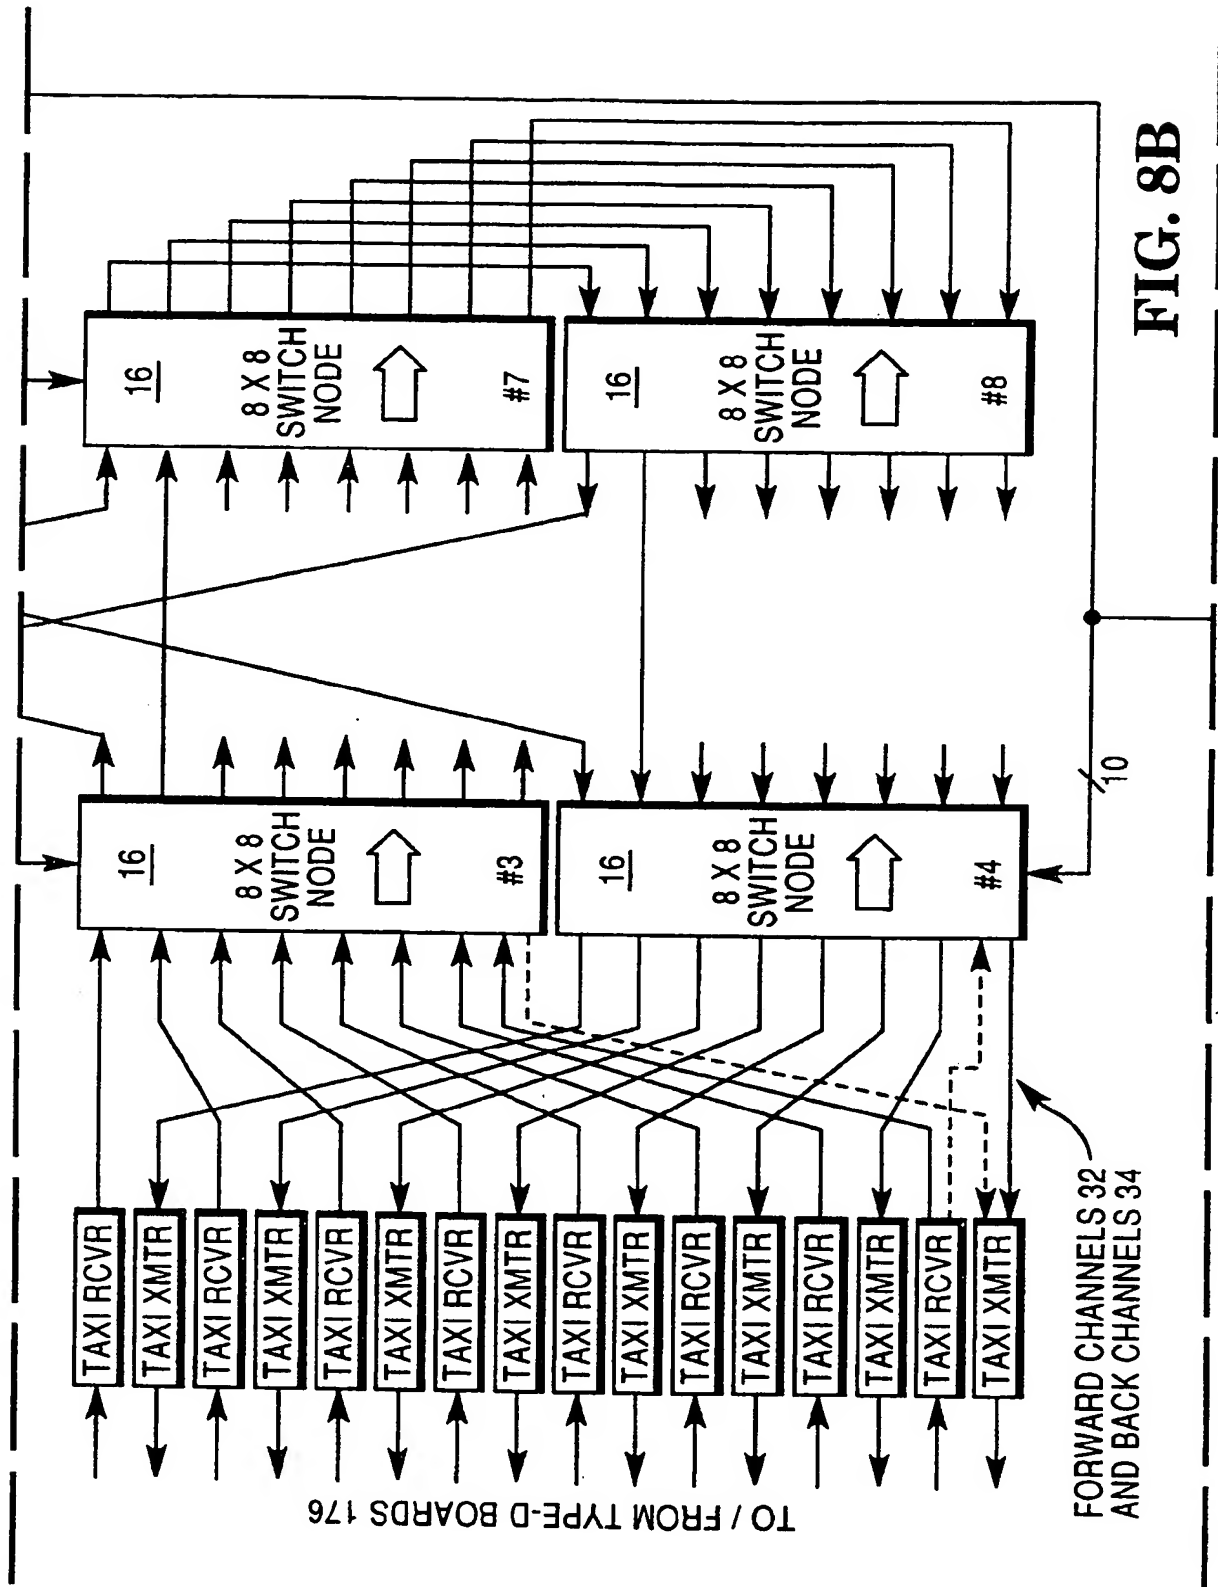 TAXI RCVR
TAXI XMTR
TAXI RCVR
TAXI XMTR
TAXI RCVR
TAXI XMTR
TAXI RCVR
TAXI XMTR
TAXI RCVR
TAXI XMTR
TAXI RCVR
TAXI XMTR
TAXI RCVR
TAXI XMTR
TAXI RCVR
TAXI XMTR
TO / FROM TYPE-D BOARDS 176
FORWARD CHANNELS 32
AND BACK CHANNELS 34
16
8 X 8
SWITCH
NODE
#3
16
8 X 8
SWITCH
NODE
#4
10
16
8 X 8
SWITCH
NODE
#7
16
8 X 8
SWITCH
NODE
#8
FIG. 8B